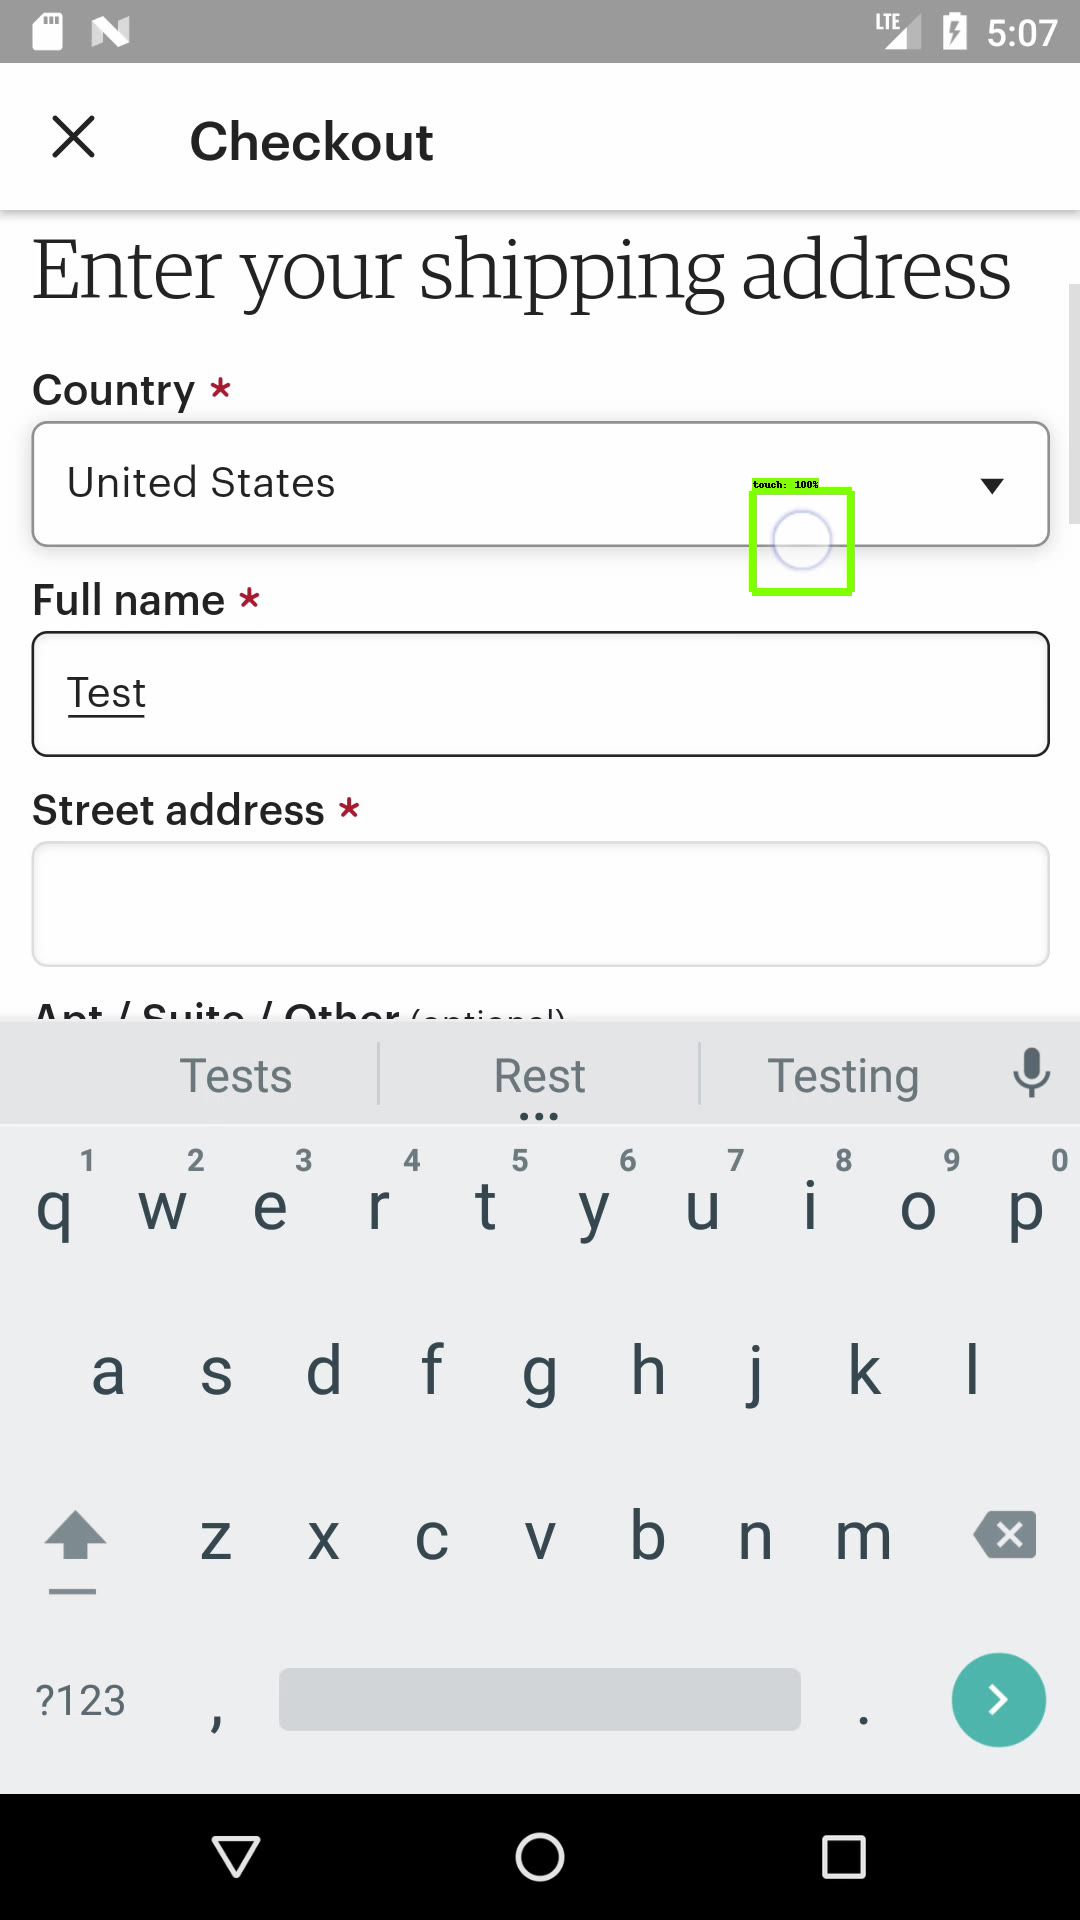 LTE 5:07
Checkout
Enter your shipping address
Country *
United States
touch: 100%
Full name *
Test
Street address *
Apt / Suite / Other (optional)
Tests Rest Testing
1 2 3 4 5 6 7 8 9 0
q w e r t y u i o p
a s d f g h j k l
z x c v b n m
?123 , .